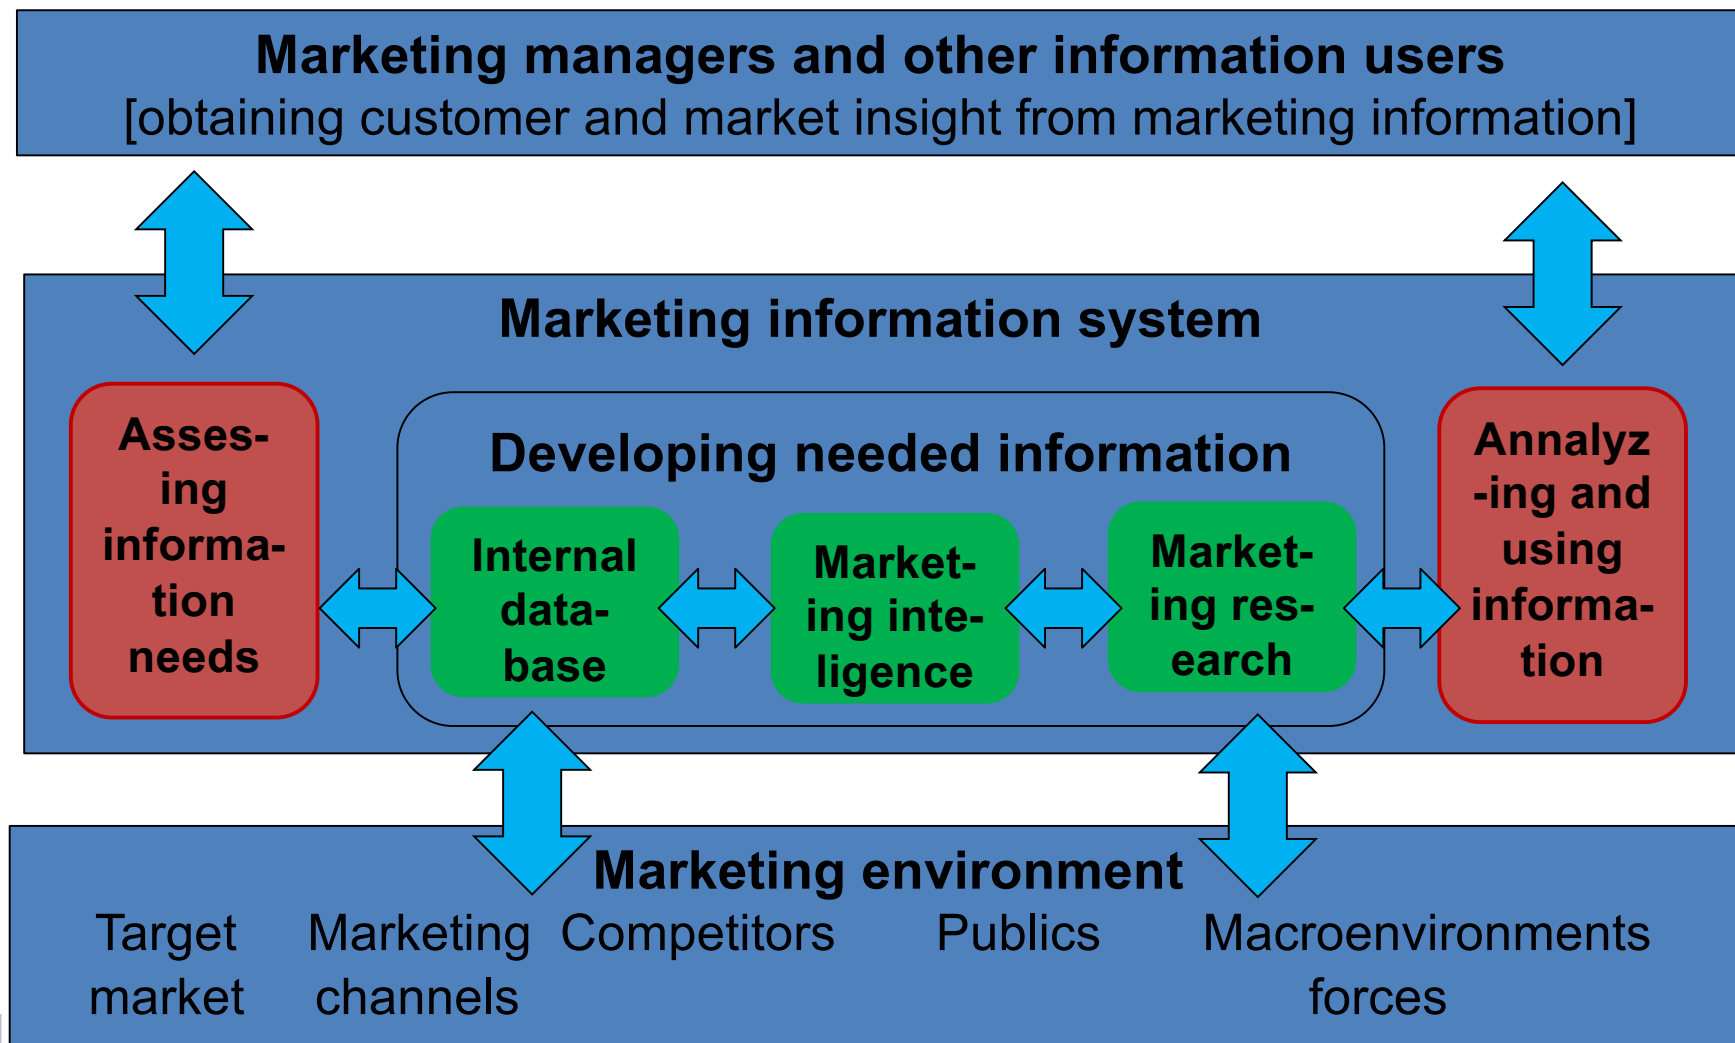 Marketing managers and other information users
[obtaining customer and market insight from marketing information]
Marketing information system
Asses-
ing
informa-
tion
needs
Developing needed information
Internal
data-
base
Market-
ing inte-
ligence
Market-
ing res-
earch
Annalyz
-ing and
using
informa-
tion
Marketing environment
Target
market
Marketing
channels
Competitors
Publics
Macroenvironments
forces